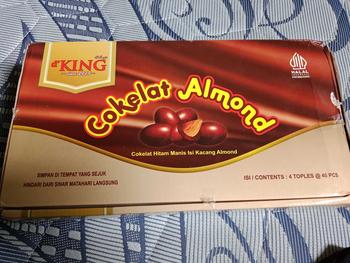 d'KING
HALAL
INDONESIA
Cokelat Almond
Cokelat Hitam Manis Isi Kacang Almond
SIMPAN DI TEMPAT YANG SEJUK
HINDARI DARI SINAR MATAHARI LANGSUNG
ISI / CONTENTS : 4 TOPLES @ 40 PCS